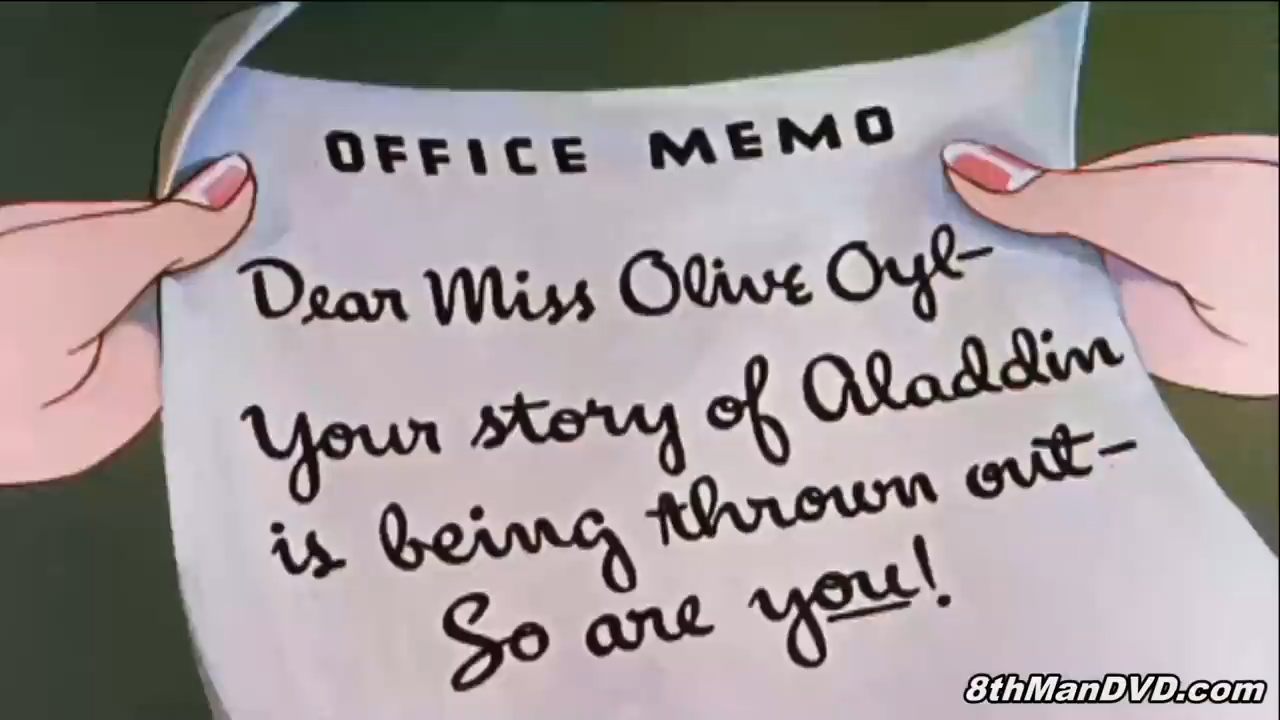 OFFICE MEMO
Dear Miss Olive Oyl-
Your story of Aladdin
is being thrown out-
So are you!
8thManDVD.com